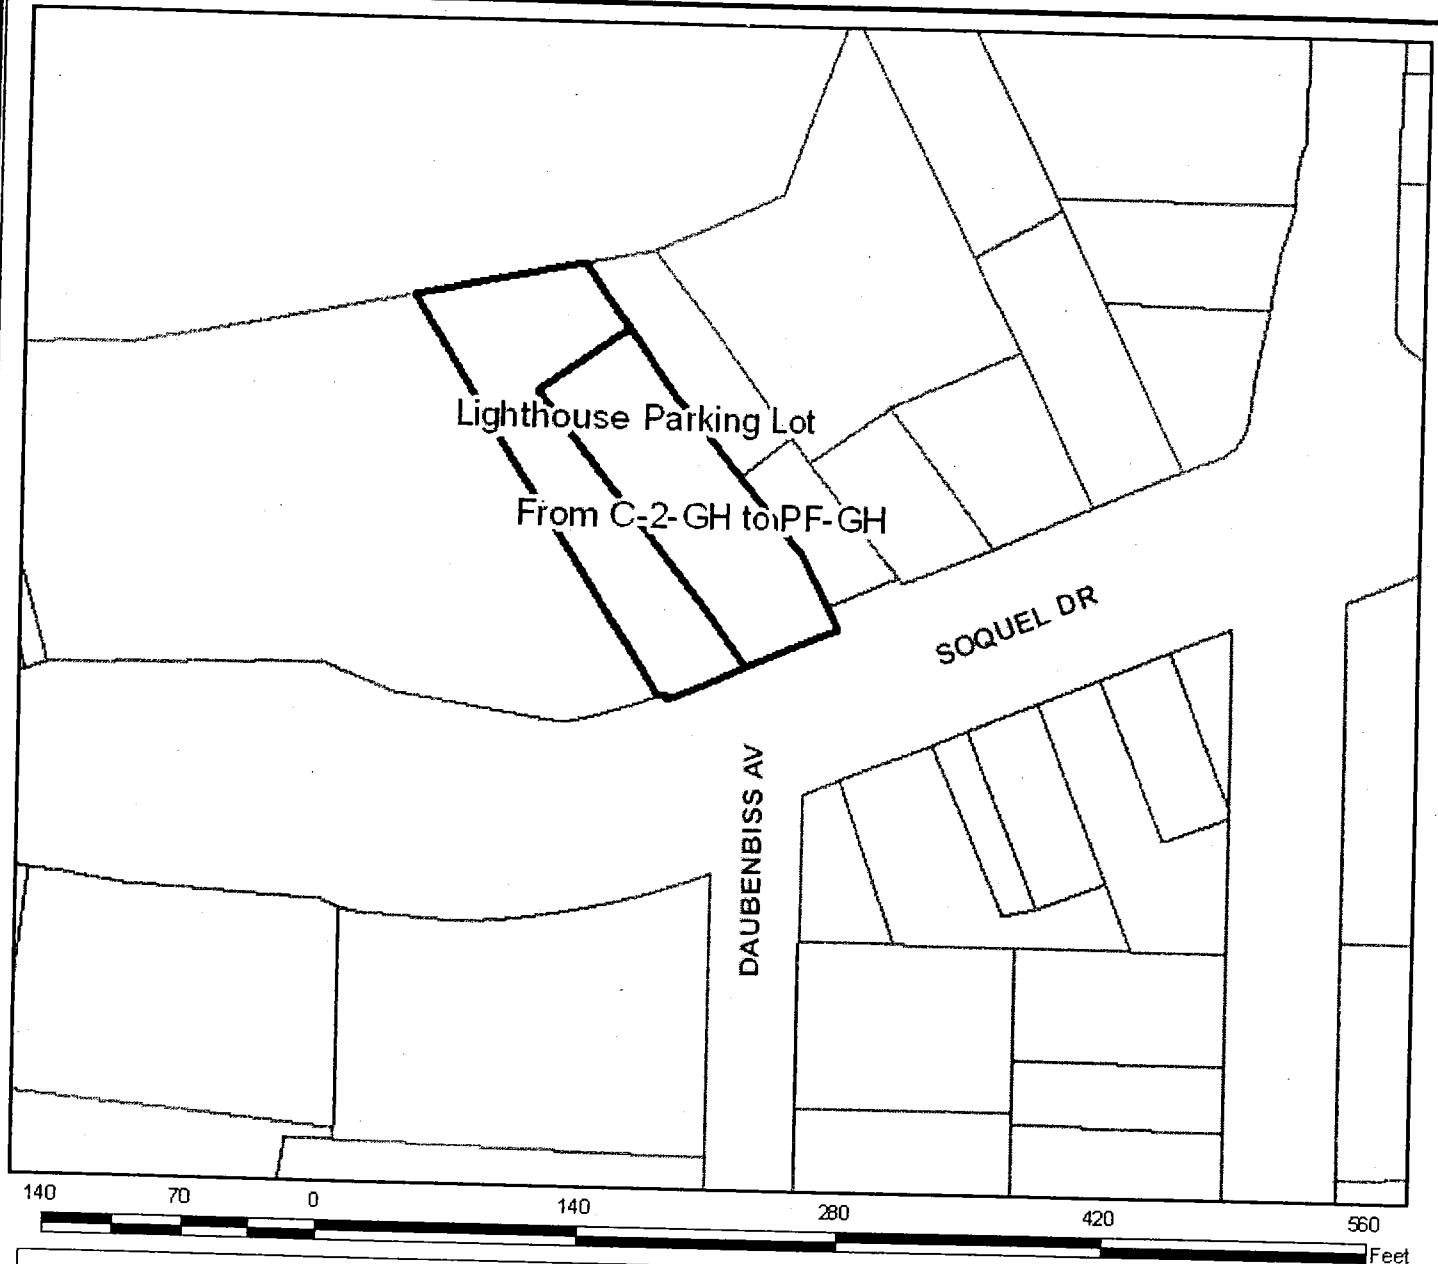 Lighthouse Parking Lot
From C-2-GH to PF-GH
SOQUEL DR
DAUBENBISS AV
140 70 0 140 280 420 560
Feet